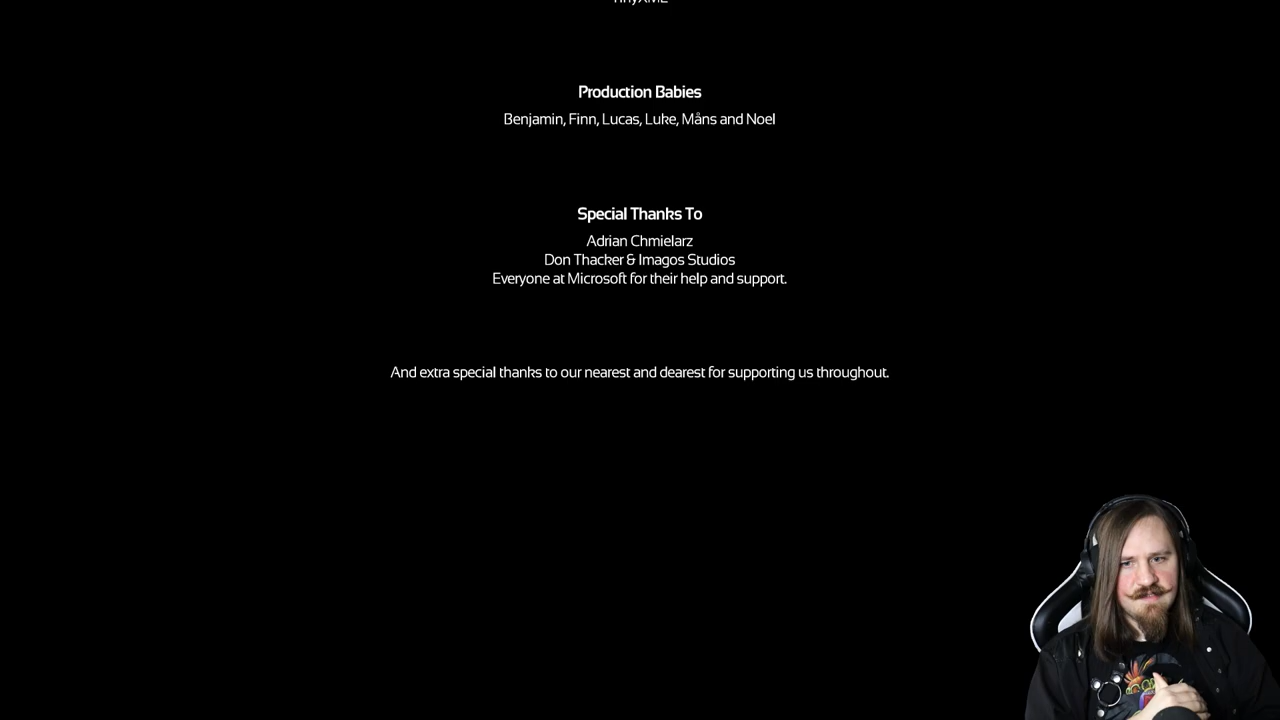 Production Babies
Benjamin, Finn, Lucas, Luke, Måns and Noel
Special Thanks To
Adrian Chmielarz
Don Thacker & Imagos Studios
Everyone at Microsoft for their help and support.
And extra special thanks to our nearest and dearest for supporting us throughout.